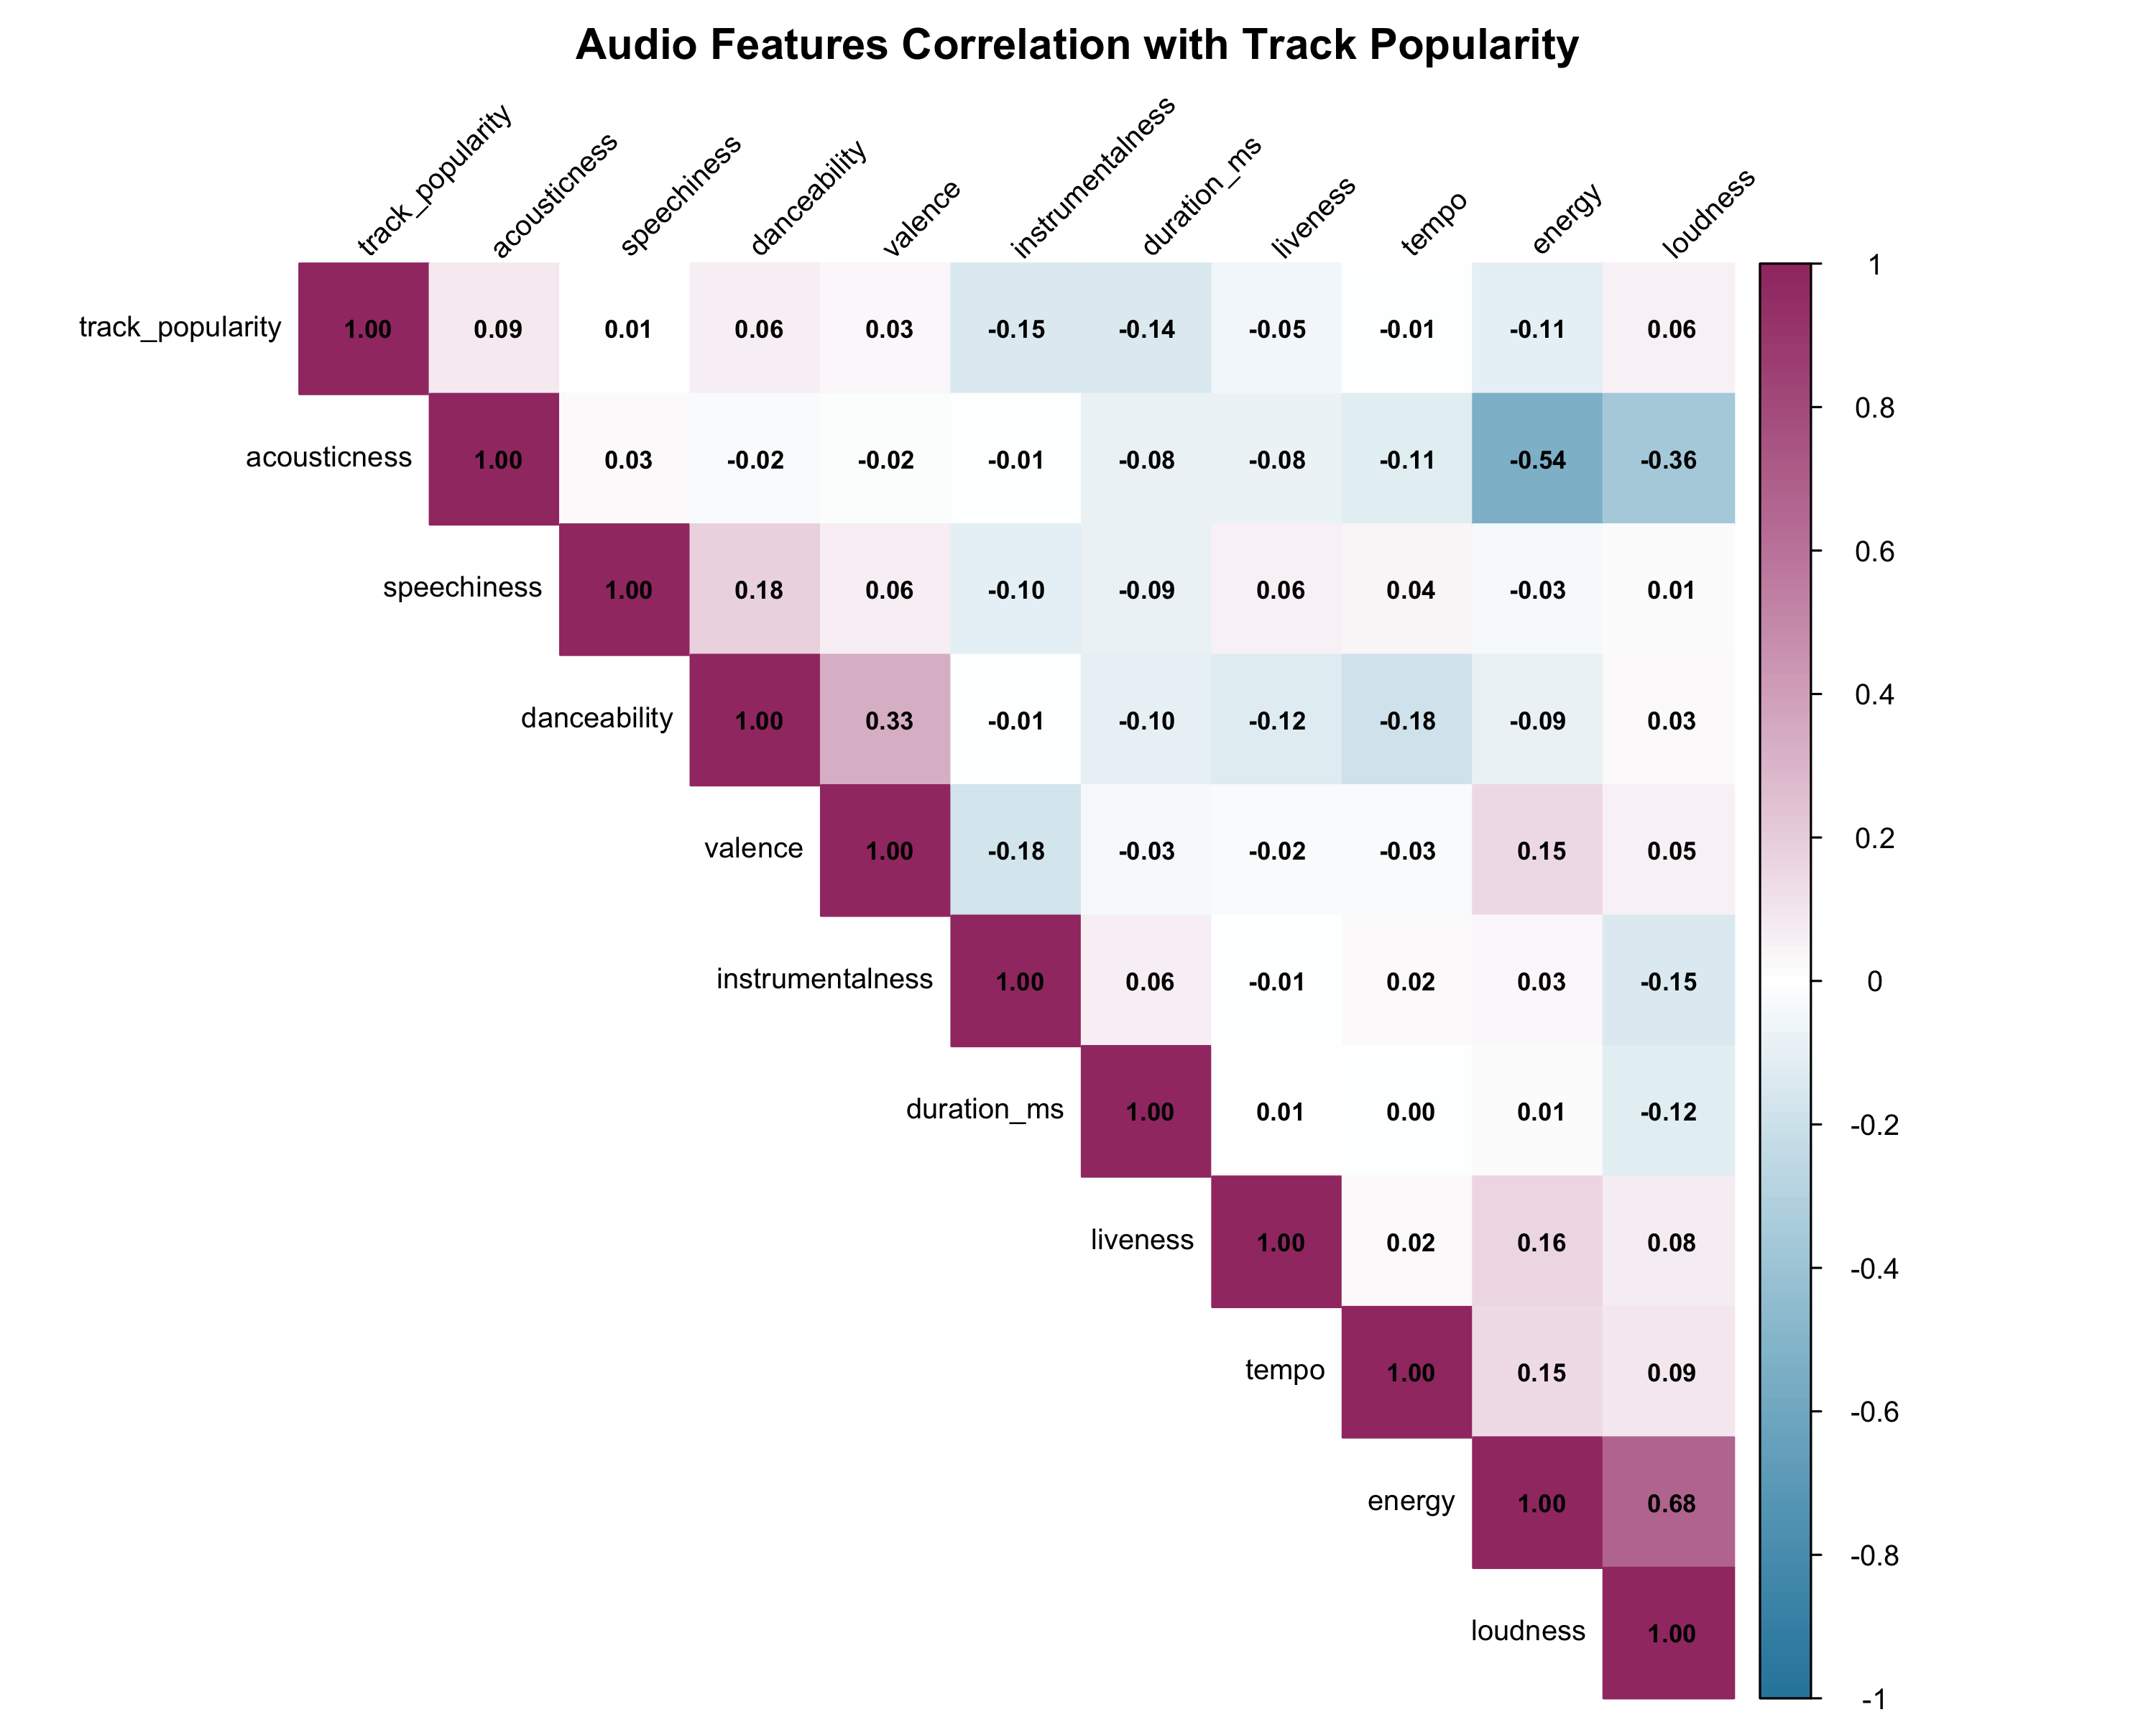 Audio Features Correlation with Track Popularity
track_popularity
acousticness
speechiness
danceability
valence
instrumentalness
duration_ms
liveness
tempo
energy
loudness
track_popularity 1.00 0.09 0.01 0.06 0.03 -0.15 -0.14 -0.05 -0.01 -0.11 0.06
acousticness 1.00 0.03 -0.02 -0.02 -0.01 -0.08 -0.08 -0.11 -0.54 -0.36
speechiness 1.00 0.18 0.06 -0.10 -0.09 0.06 0.04 -0.03 0.01
danceability 1.00 0.33 -0.01 -0.10 -0.12 -0.18 -0.09 0.03
valence 1.00 -0.18 -0.03 -0.02 -0.03 0.15 0.05
instrumentalness 1.00 0.06 -0.01 0.02 0.03 -0.15
duration_ms 1.00 0.01 0.00 0.01 -0.12
liveness 1.00 0.02 0.16 0.08
tempo 1.00 0.15 0.09
energy 1.00 0.68
loudness 1.00
1
0.8
0.6
0.4
0.2
0
-0.2
-0.4
-0.6
-0.8
-1